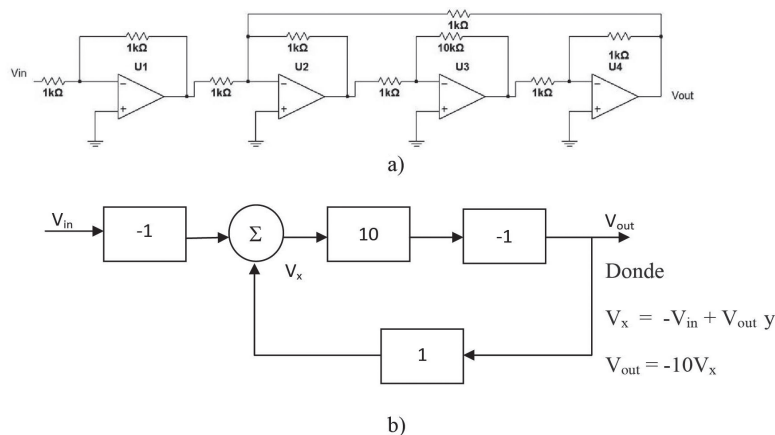 1kΩ
1kΩ
1kΩ
10kΩ
1kΩ
U1
U2
U3
U4
Vin
1kΩ
1kΩ
1kΩ
1kΩ
Vout
a)
Vin
-1
Σ
10
-1
Vout
Vx
Donde
Vx = -Vin + Vout y
1
Vout = -10Vx
b)